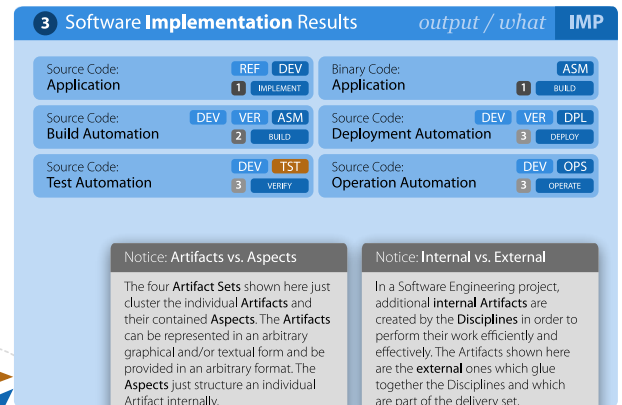 3 Software Implementation Results output / what IMP
Source Code: REF DEV
Application 1 IMPLEMENT
Binary Code: ASM
Application 1 BUILD
Source Code: DEV VER ASM
Build Automation 2 BUILD
Source Code: DEV VER DPL
Deployment Automation 3 DEPLOY
Source Code: DEV TST
Test Automation 3 VERIFY
Source Code: DEV OPS
Operation Automation 3 OPERATE
Notice: Artifacts vs. Aspects
The four Artifact Sets shown here just
cluster the individual Artifacts and
their contained Aspects. The Artifacts
can be represented in an arbitrary
graphical and/or textual form and be
provided in an arbitrary format. The
Aspects just structure an individual
Artifact internally.
Notice: Internal vs. External
In a Software Engineering project,
additional internal Artifacts are
created by the Disciplines in order to
perform their work efficiently and
effectively. The Artifacts shown here
are the external ones which glue
together the Disciplines and which
are part of the delivery set.